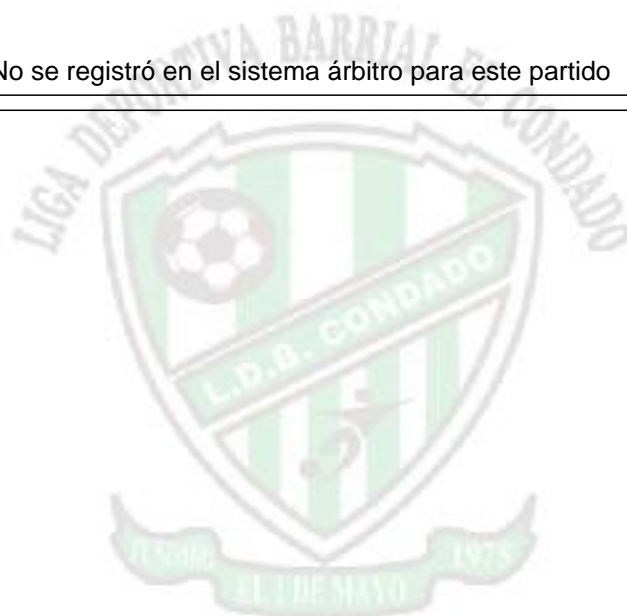 No se registró en el sistema árbitro para este partido
LIGA DEPORTIVA BARRIAL EL CONDADO
L.D.B. CONDADO
1973
EL 1 DE MAYO